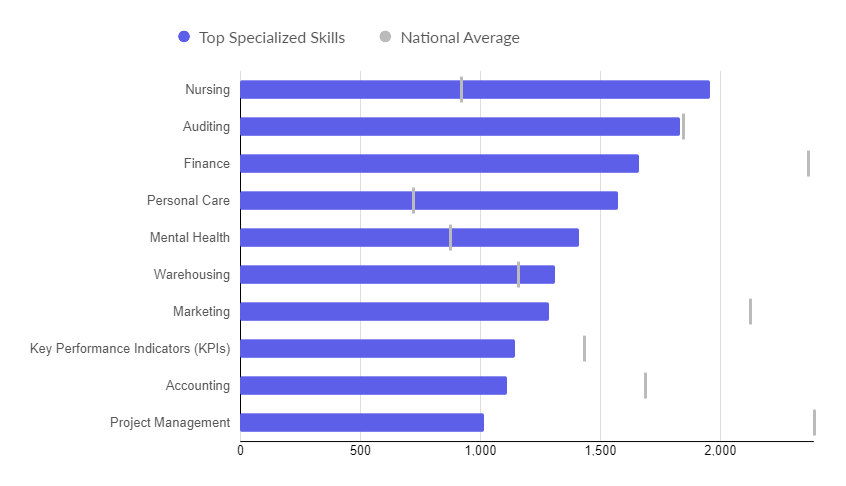 Top Specialized Skills National Average
Nursing
Auditing
Finance
Personal Care
Mental Health
Warehousing
Marketing
Key Performance Indicators (KPIs)
Accounting
Project Management
0 500 1,000 1,500 2,000